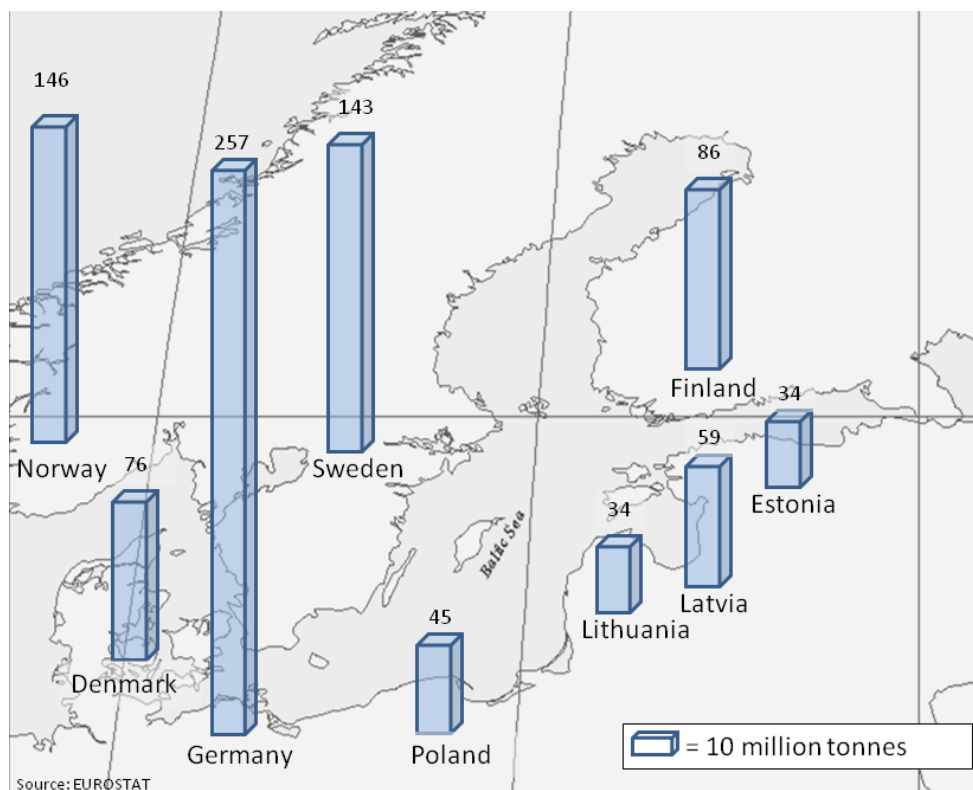 146
257
143
86
Norway
76
Sweden
Finland
34
59
Estonia
34
Baltic Sea
Latvia
Lithuania
45
Denmark
Germany
Poland
= 10 million tonnes
Source: EUROSTAT